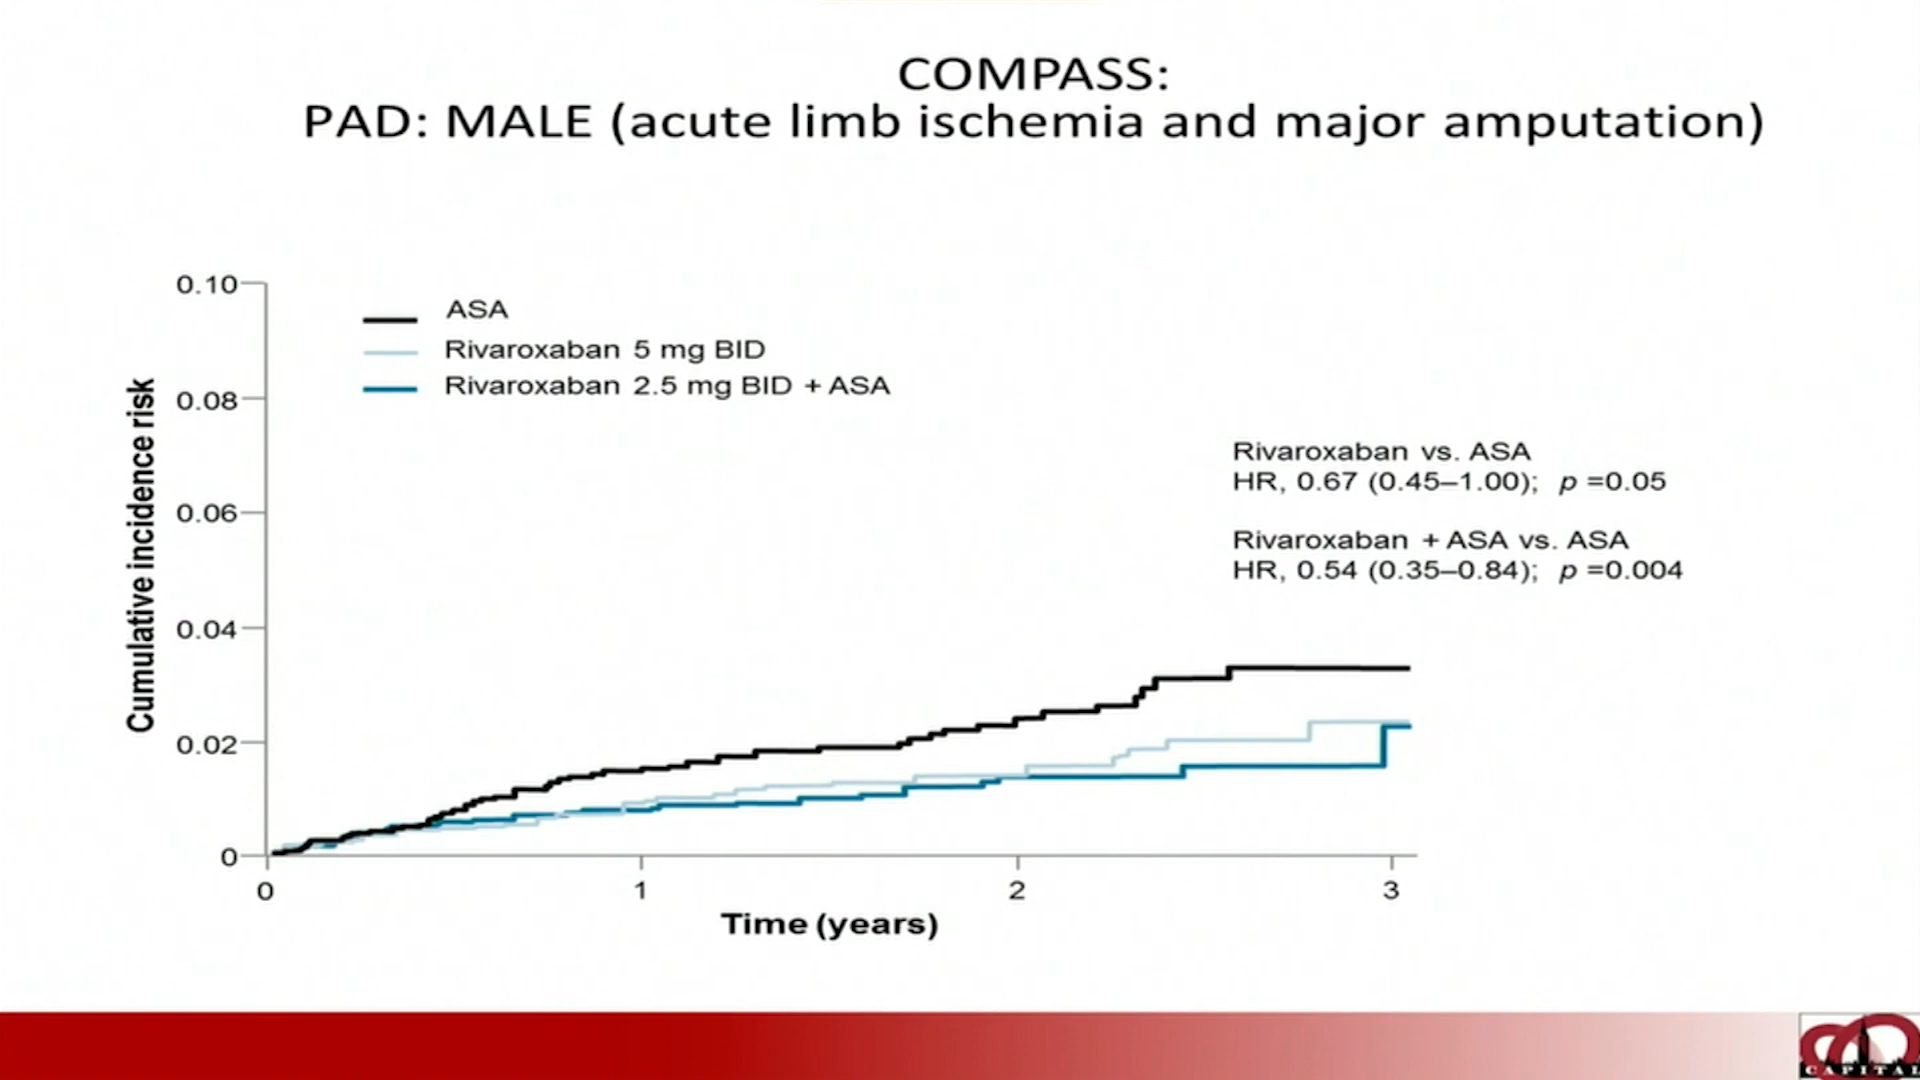 COMPASS:
PAD: MALE (acute limb ischemia and major amputation)
0.10
0.08
0.06
0.04
0.02
0
Cumulative incidence risk
ASA
Rivaroxaban 5 mg BID
Rivaroxaban 2.5 mg BID + ASA
Rivaroxaban vs. ASA
HR, 0.67 (0.45–1.00); p =0.05
Rivaroxaban + ASA vs. ASA
HR, 0.54 (0.35–0.84); p =0.004
0 1 2 3
Time (years)
CAPITAL